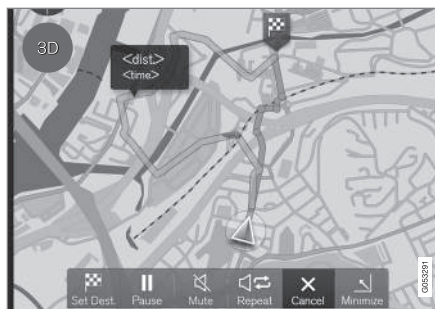 3D
<dist.>
<time>
Set Dest. Pause Mute Repeat Cancel Minimize
G053291